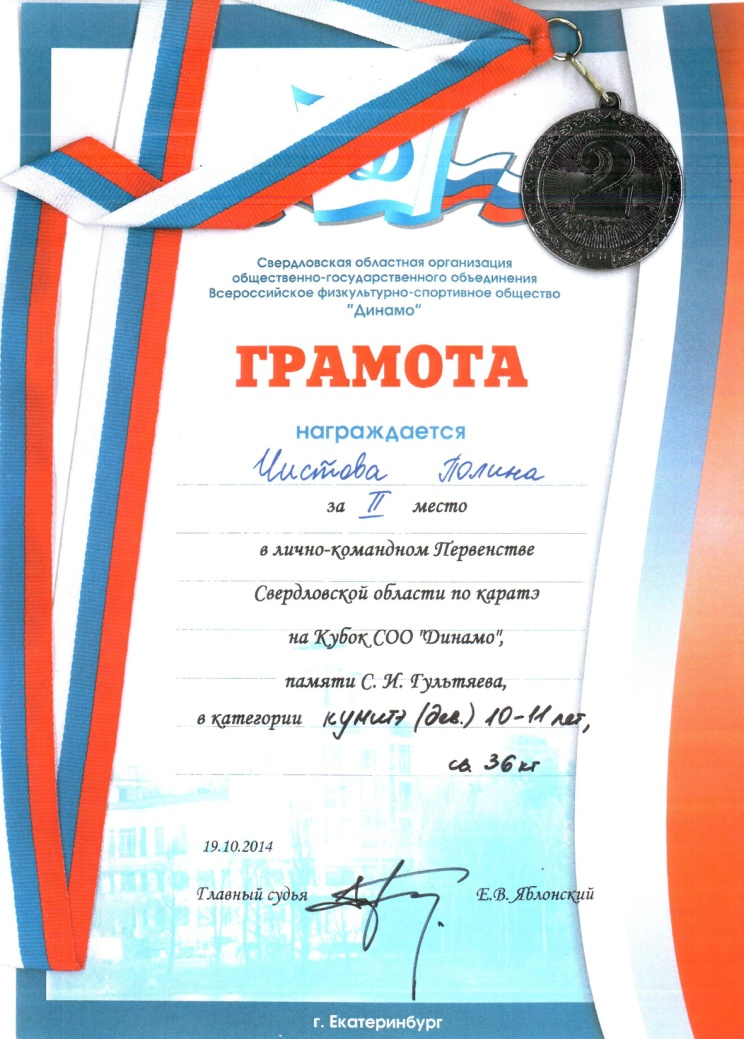 2
Свердловская областная организация
общественно-государственного объединения
Всероссийское физкультурно-спортивное общество
"Динамо"
ГРАМОТА
награждается
Чистова Полина
за II место
в лично-командном Первенстве
Свердловской области по каратэ
на Кубок СОО "Динамо",
памяти С. И. Гультяева,
в категории кумитэ (дев.) 10-11 лет,
св. 36 кг
19.10.2014
Главный судья Е.В. Яблонский
г. Екатеринбург